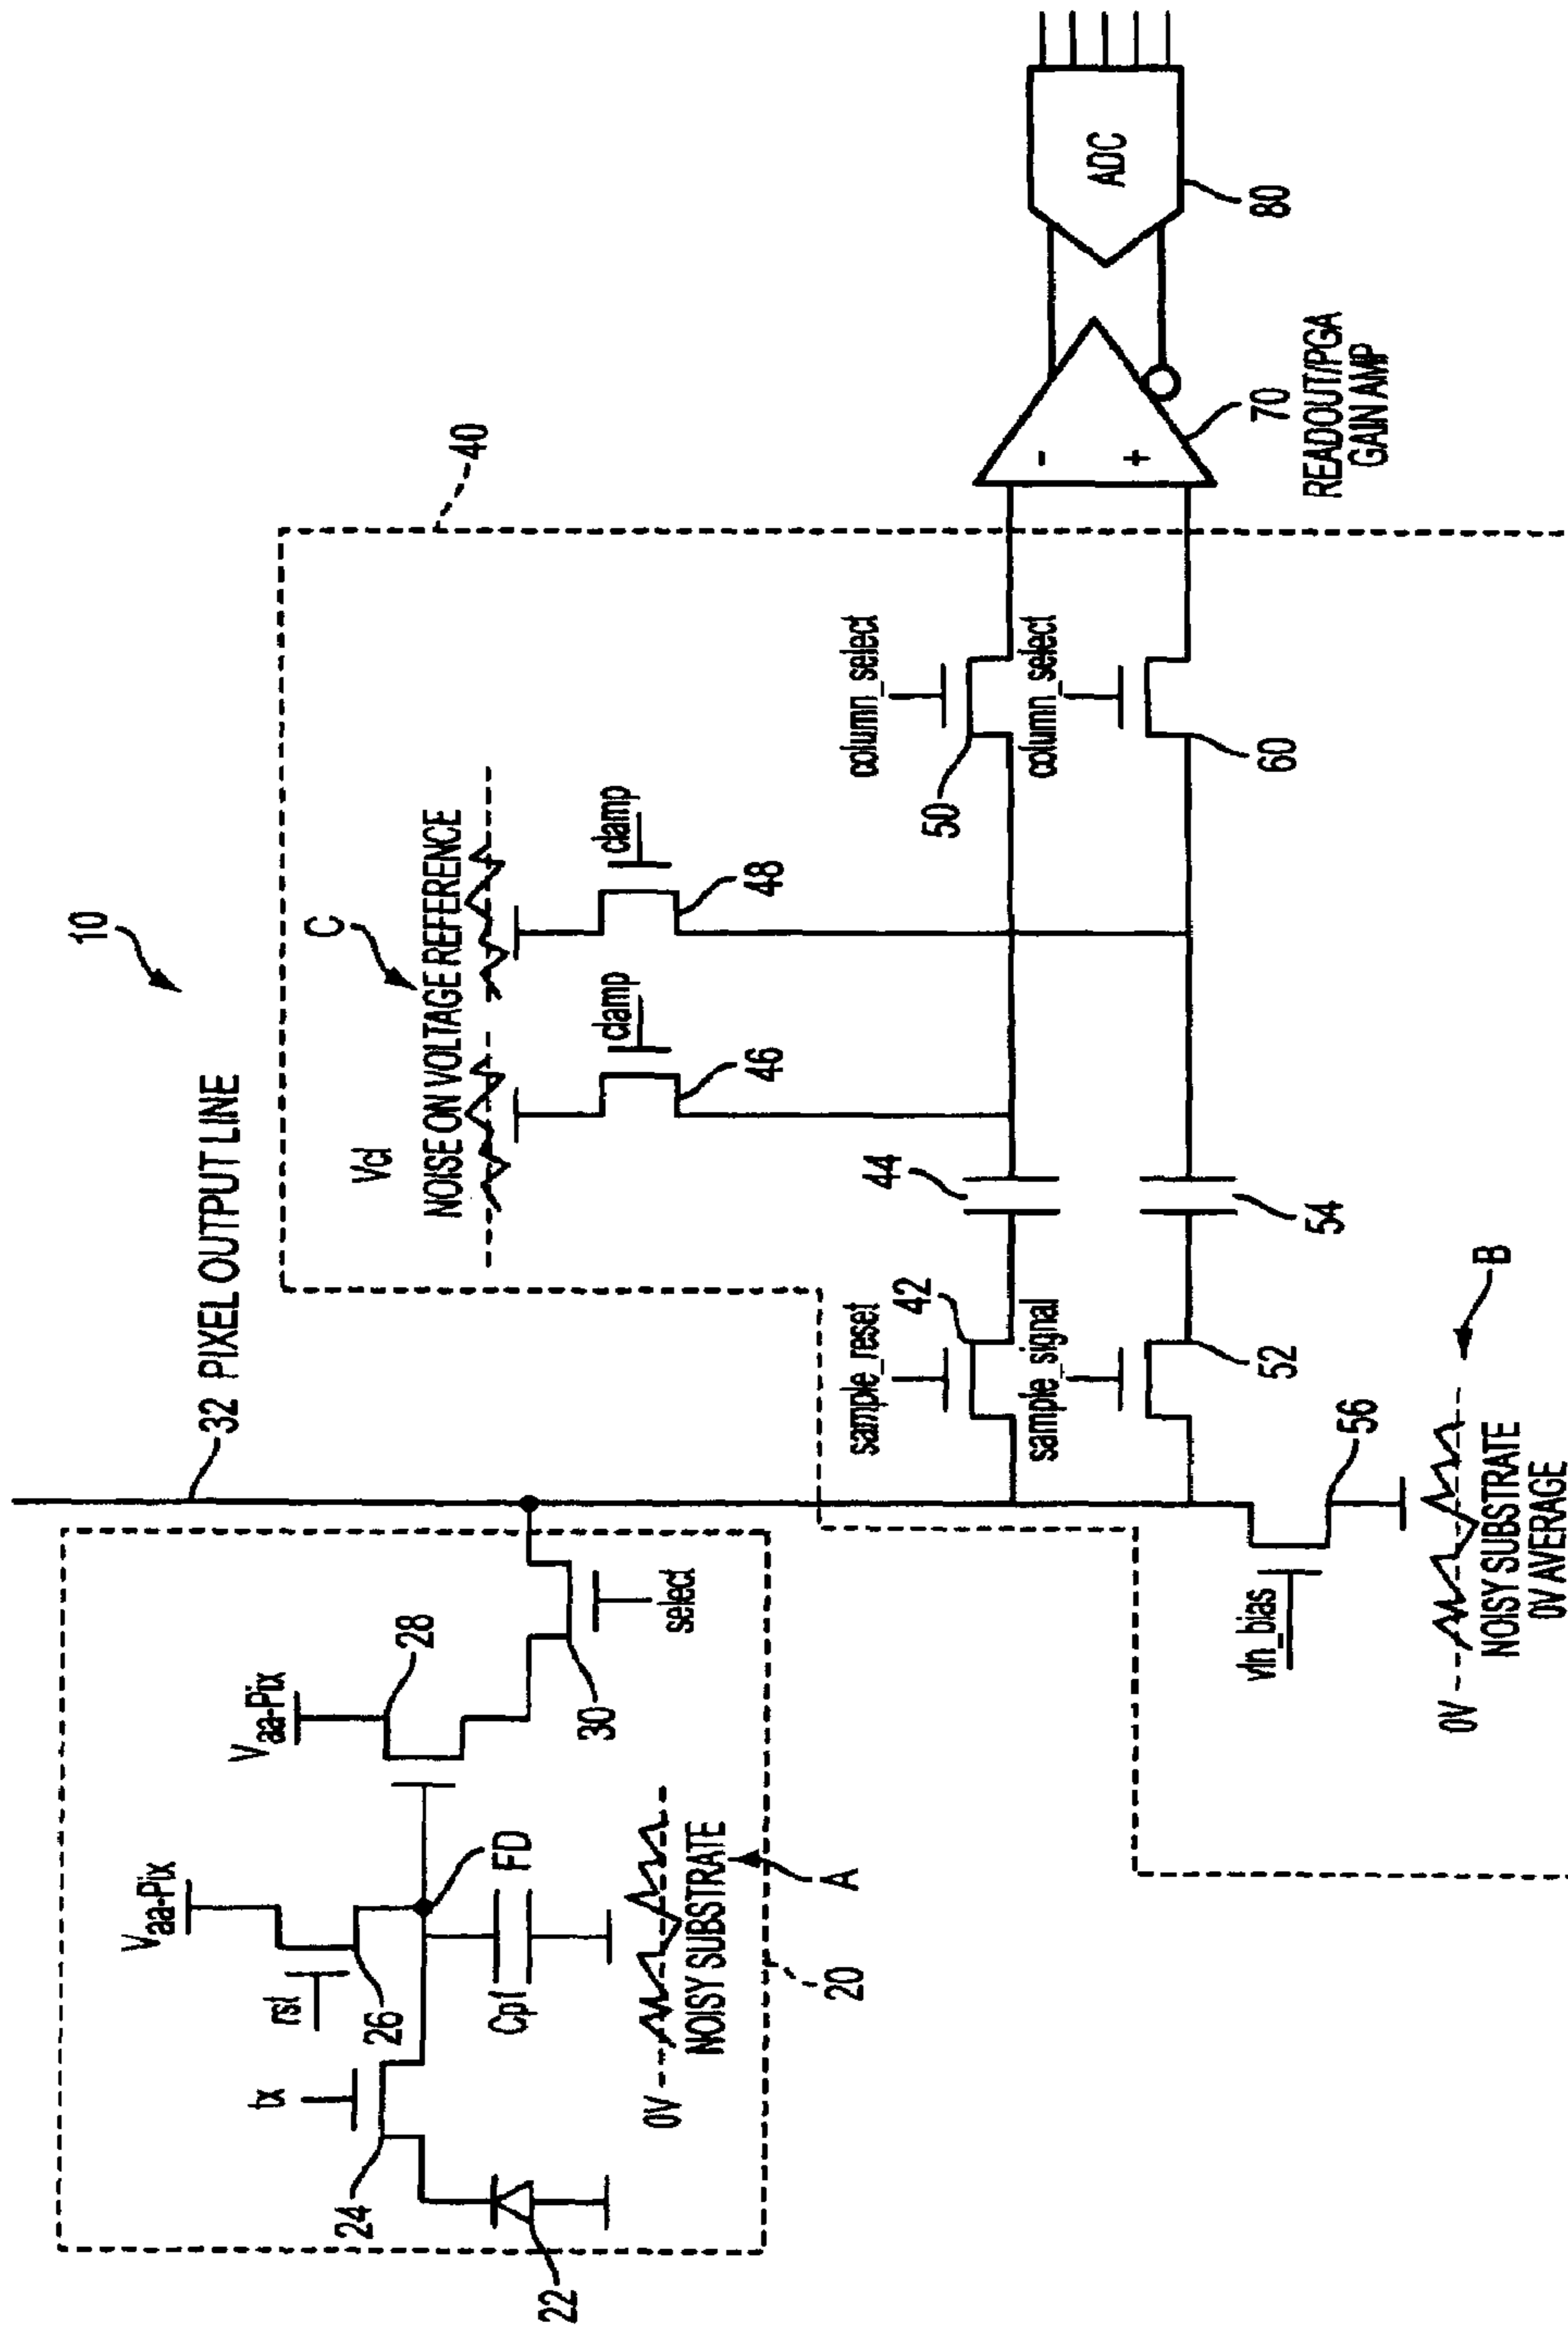 10
32 PIXEL OUTPUT LINE
40
Vaa-Pix
rst
26
tx
24
22
Vaa-Pix
28
FD
Cp1
30
select
0V
NOISY SUBSTRATE
A
20
Vcl
NOISE ON VOLTAGE REFERENCE
C
clamp
46
clamp
48
sample_reset
42
44
column_select
50
sample_signal
52
54
column_select
60
-
+
70
READOUT/PGA
GAIN AMP
ADC
80
vln_bias
56
0V
B
NOISY SUBSTRATE
0V AVERAGE